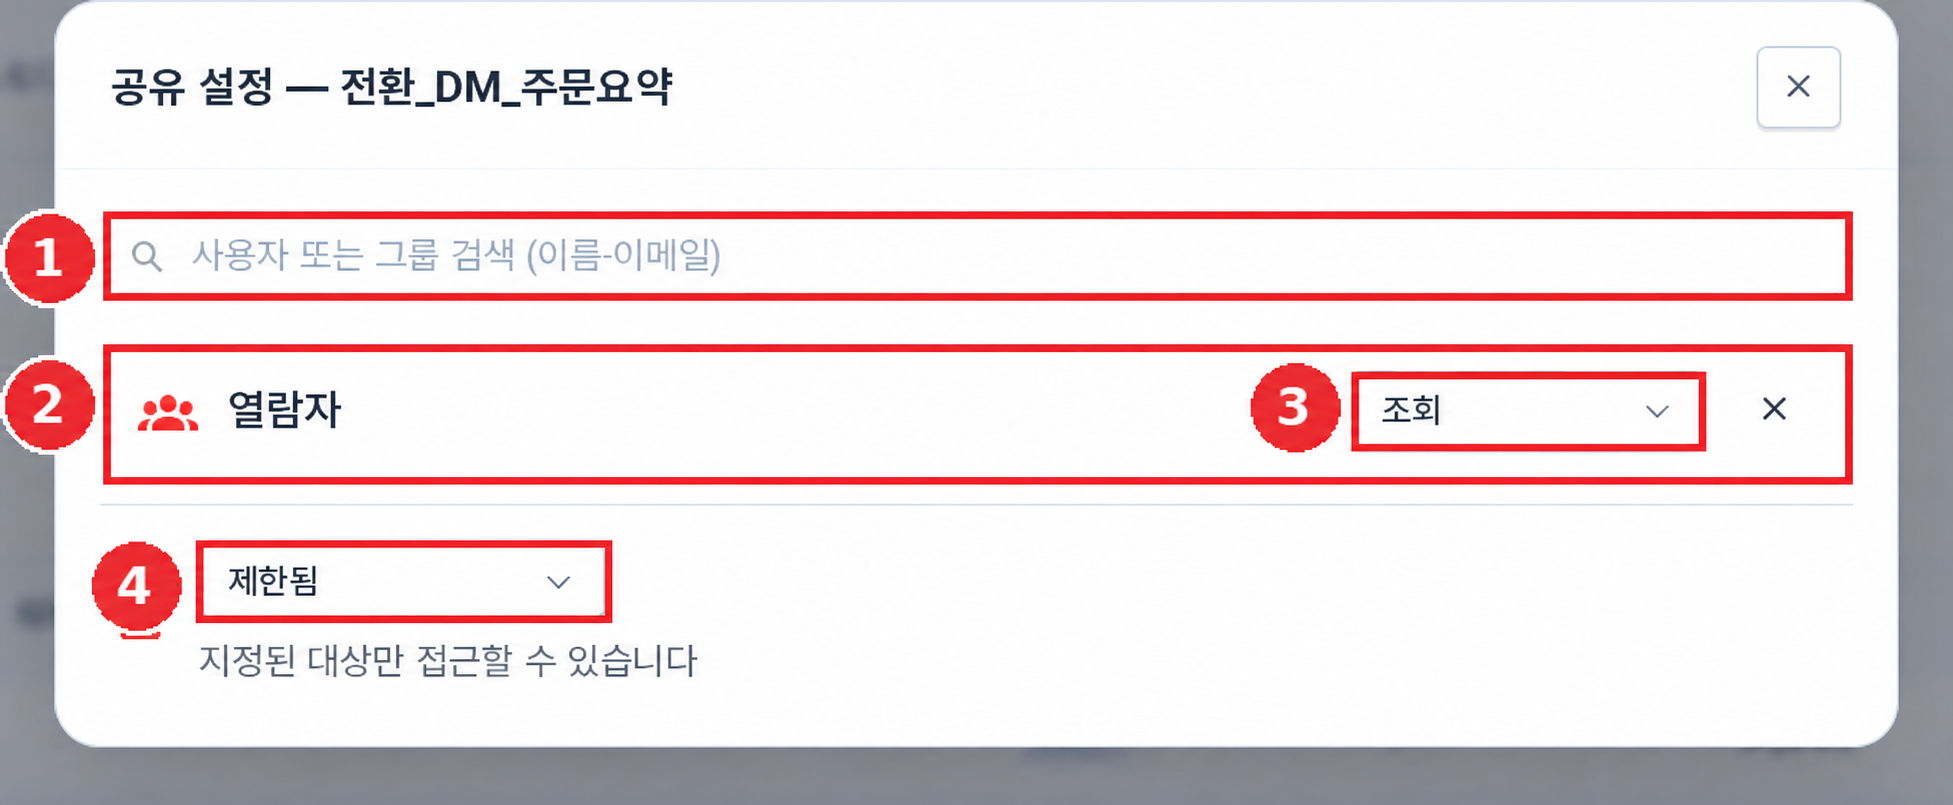 공유 설정 — 전환_DM_주문요약
1 사용자 또는 그룹 검색 (이름-이메일)
2 열람자 3 조회
4 제한됨
지정된 대상만 접근할 수 있습니다